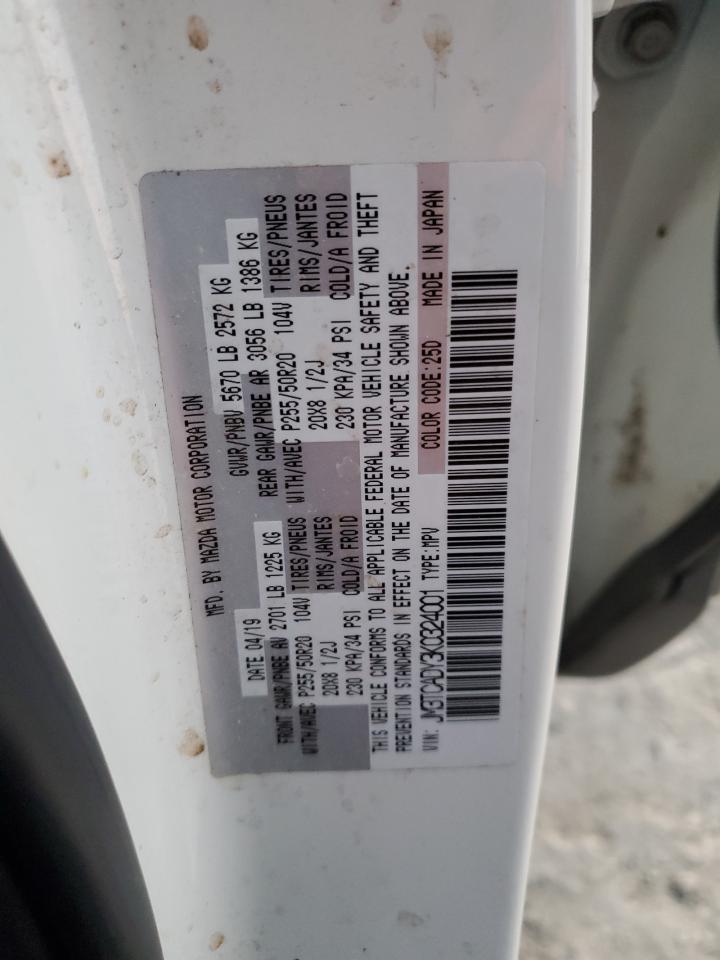 MFD. BY MAZDA MOTOR CORPORATION
DATE 04/19 GVWR/PNBV 5670 LB 2572 KG
FRONT GAWR/PNBE AV 2701 LB 1225 KG REAR GAWR/PNBE AR 3056 LB 1386 KG
WITH/AVEC P255/50R20 104V TIRES/PNEUS WITH/AVEC P255/50R20 104V TIRES/PNEUS
20X8 1/2J RIMS/JANTES 20X8 1/2J RIMS/JANTES
230 KPA/34 PSI COLD/A FROID 230 KPA/34 PSI COLD/A FROID
THIS VEHICLE CONFORMS TO ALL APPLICABLE FEDERAL MOTOR VEHICLE SAFETY AND THEFT
PREVENTION STANDARDS IN EFFECT ON THE DATE OF MANUFACTURE SHOWN ABOVE.
VIN: JM3TCADY3K0324001 TYPE:MPV COLOR CODE:25D MADE IN JAPAN